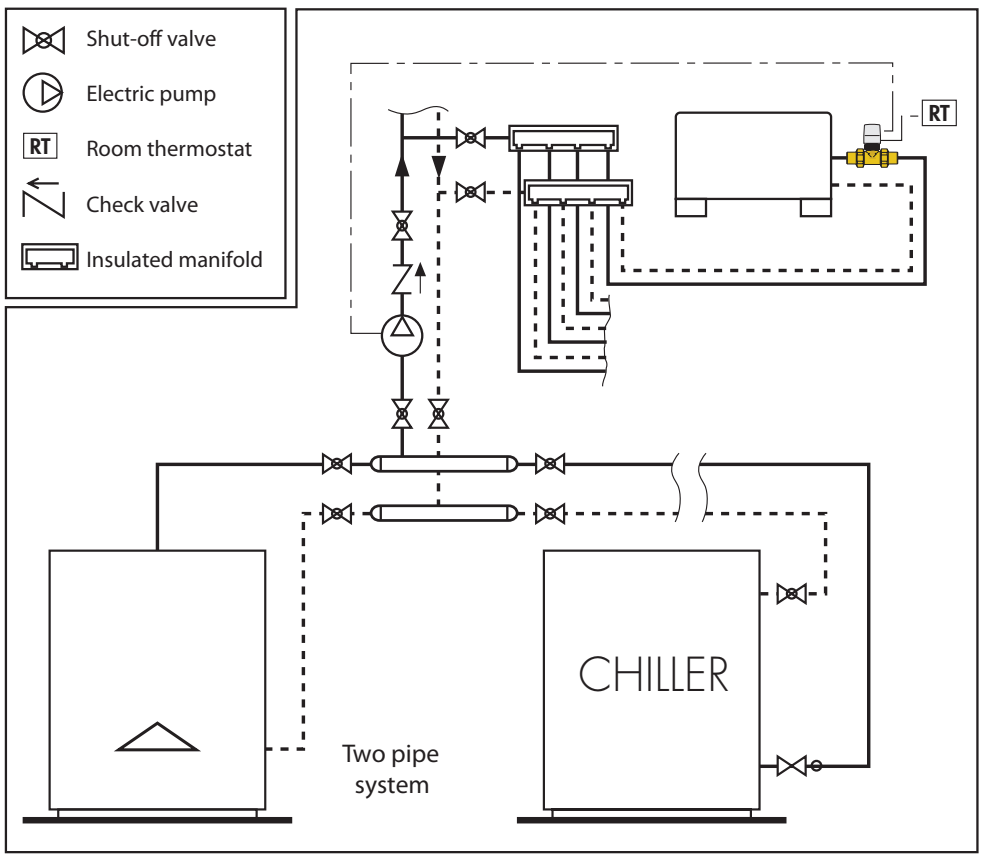 Shut-off valve
Electric pump
RT Room thermostat
Check valve
Insulated manifold
RT
CHILLER
Two pipe
system